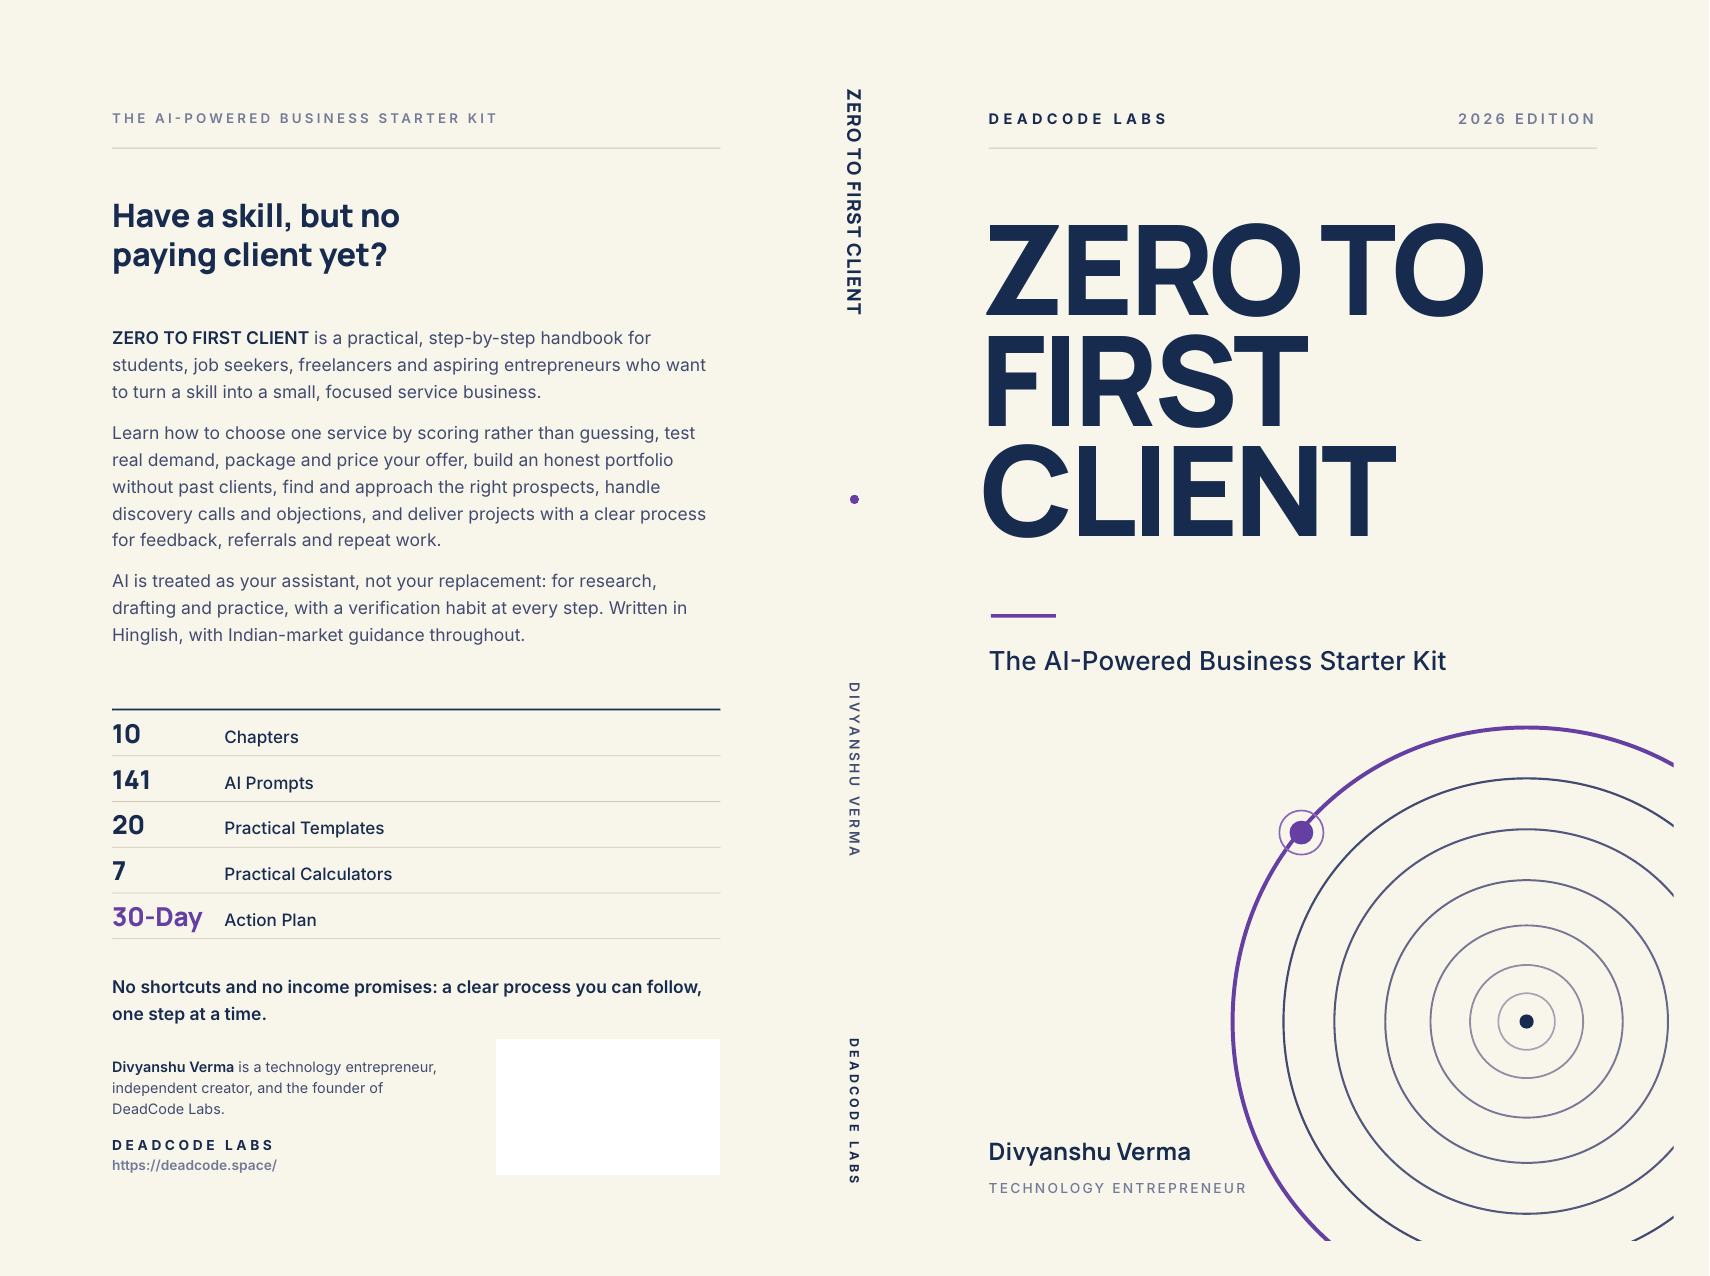 THE AI-POWERED BUSINESS STARTER KIT
Have a skill, but no
paying client yet?
ZERO TO FIRST CLIENT is a practical, step-by-step handbook for
students, job seekers, freelancers and aspiring entrepreneurs who want
to turn a skill into a small, focused service business.
Learn how to choose one service by scoring rather than guessing, test
real demand, package and price your offer, build an honest portfolio
without past clients, find and approach the right prospects, handle
discovery calls and objections, and deliver projects with a clear process
for feedback, referrals and repeat work.
AI is treated as your assistant, not your replacement: for research,
drafting and practice, with a verification habit at every step. Written in
Hinglish, with Indian-market guidance throughout.
10 Chapters
141 AI Prompts
20 Practical Templates
7 Practical Calculators
30-Day Action Plan
No shortcuts and no income promises: a clear process you can follow,
one step at a time.
Divyanshu Verma is a technology entrepreneur,
independent creator, and the founder of
DeadCode Labs.
DEADCODE LABS
https://deadcode.space/
ZERO TO FIRST CLIENT
DIVYANSHU VERMA
DEADCODE LABS
DEADCODE LABS
2026 EDITION
ZERO TO
FIRST
CLIENT
The AI-Powered Business Starter Kit
Divyanshu Verma
TECHNOLOGY ENTREPRENEUR